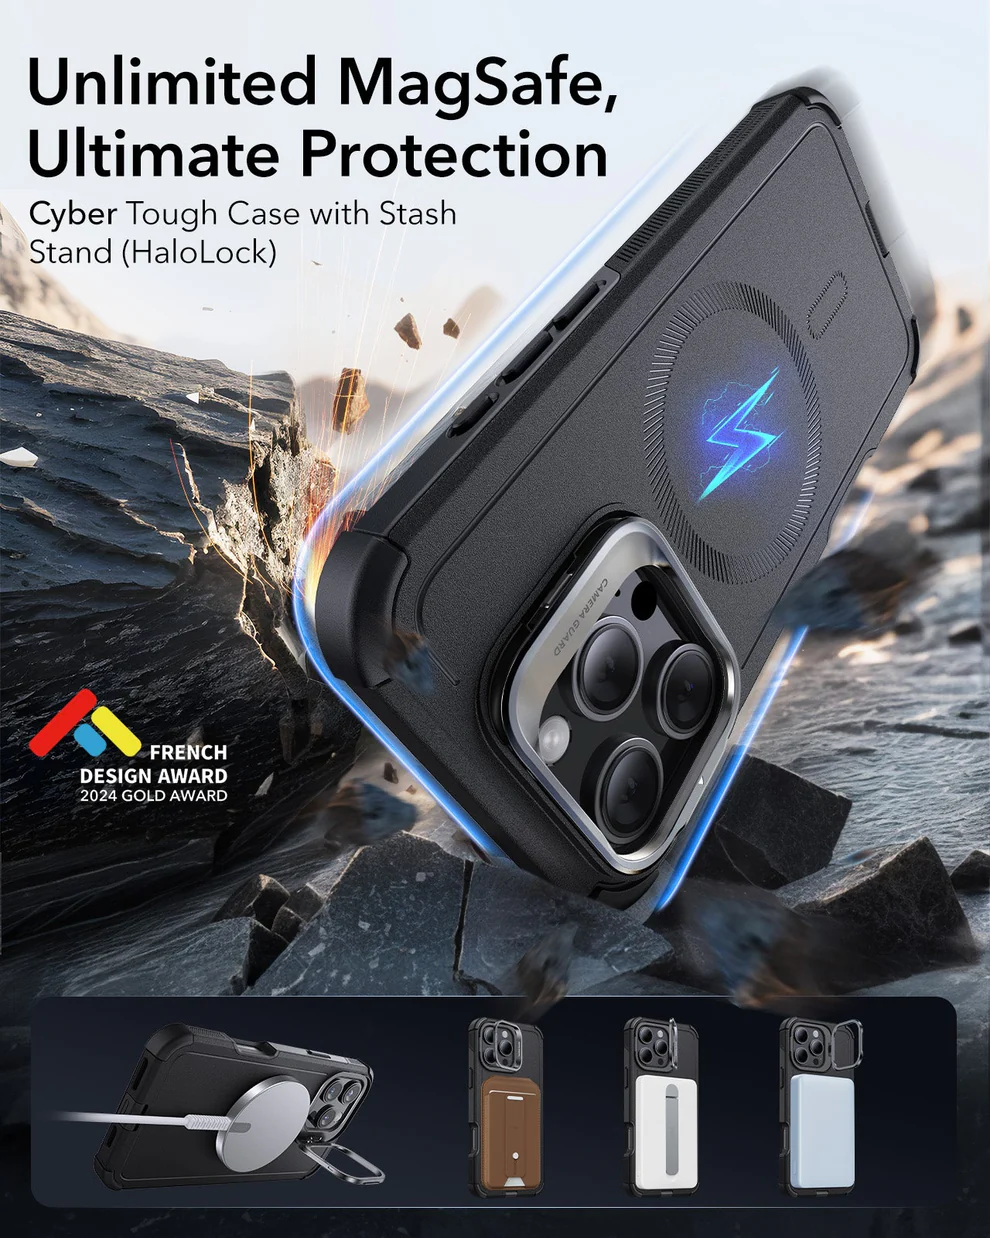 Unlimited MagSafe,
Ultimate Protection
Cyber Tough Case with Stash
Stand (HaloLock)
CAMERA GUARD
FRENCH
DESIGN AWARD
2024 GOLD AWARD